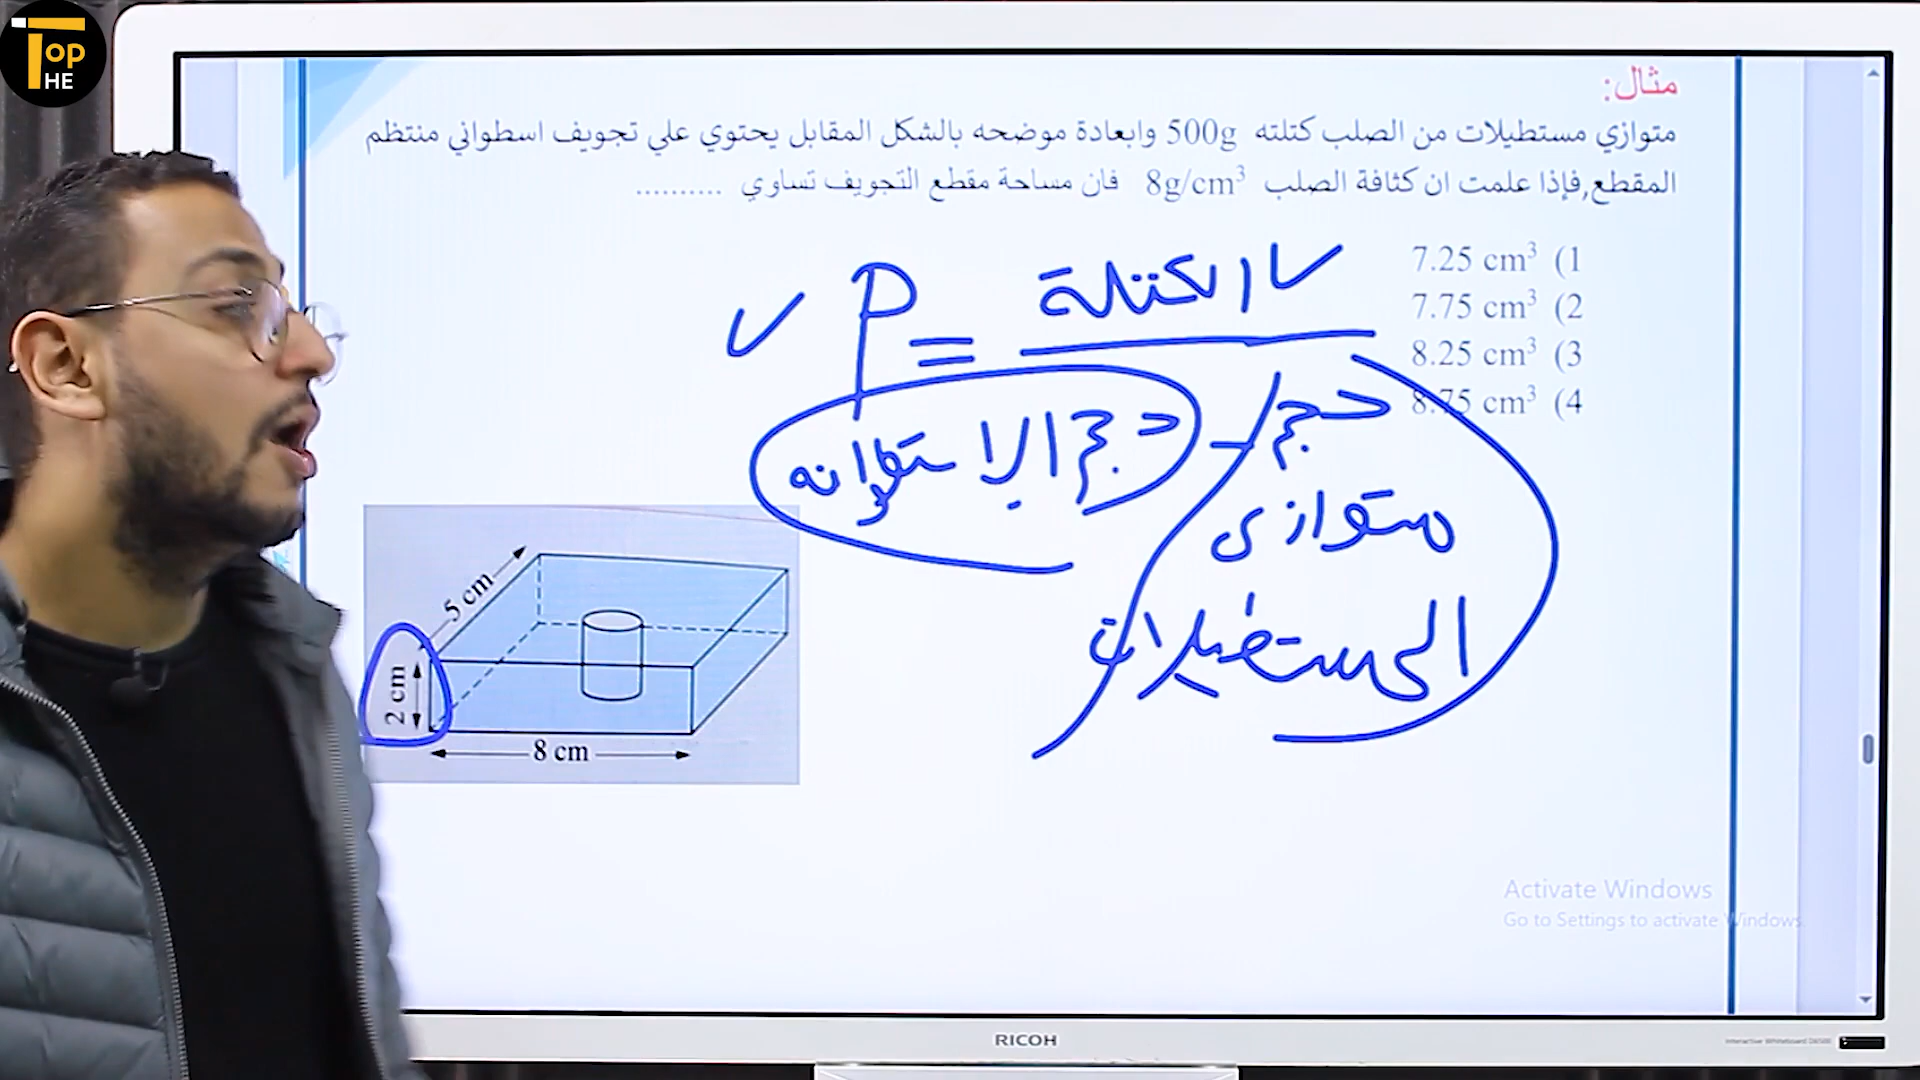 TOP
THE
مثال:
متوازي مستطيلات من الصلب كتلته 500g وابعادة موضحه بالشكل المقابل يحتوي علي تجويف اسطواني منتظم
المقطع,فإذا علمت ان كثافة الصلب 8g/cm³ فان مساحة مقطع التجويف تساوي ..........
1) 7.25 cm³
2) 7.75 cm³
3) 8.25 cm³
4) 8.75 cm³
P = الكتلة
حجم - حجم الاستطوانه
متوازى
المستطيلات
5 cm
2 cm
8 cm
Activate Windows
Go to Settings to activate Windows
RICOH